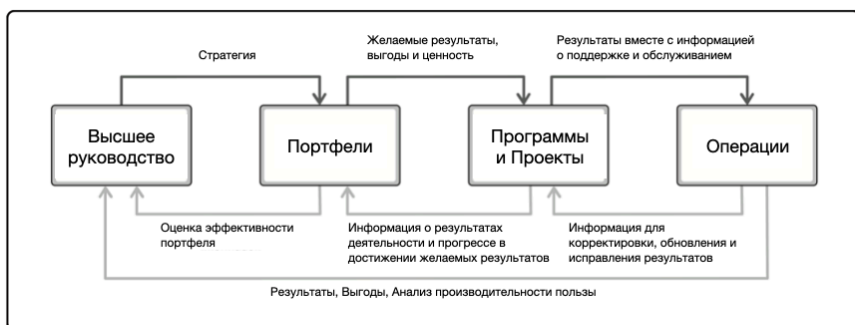 Стратегия
Желаемые результаты,
выгоды и ценность
Результаты вместе с информацией
о поддержке и обслуживанием
Высшее
руководство
Портфели
Программы
и Проекты
Операции
Оценка эффективности
портфеля
Информация о результатах
деятельности и прогрессе в
достижении желаемых результатов
Информация для
корректировки, обновления и
исправления результатов
Результаты, Выгоды, Анализ производительности пользы